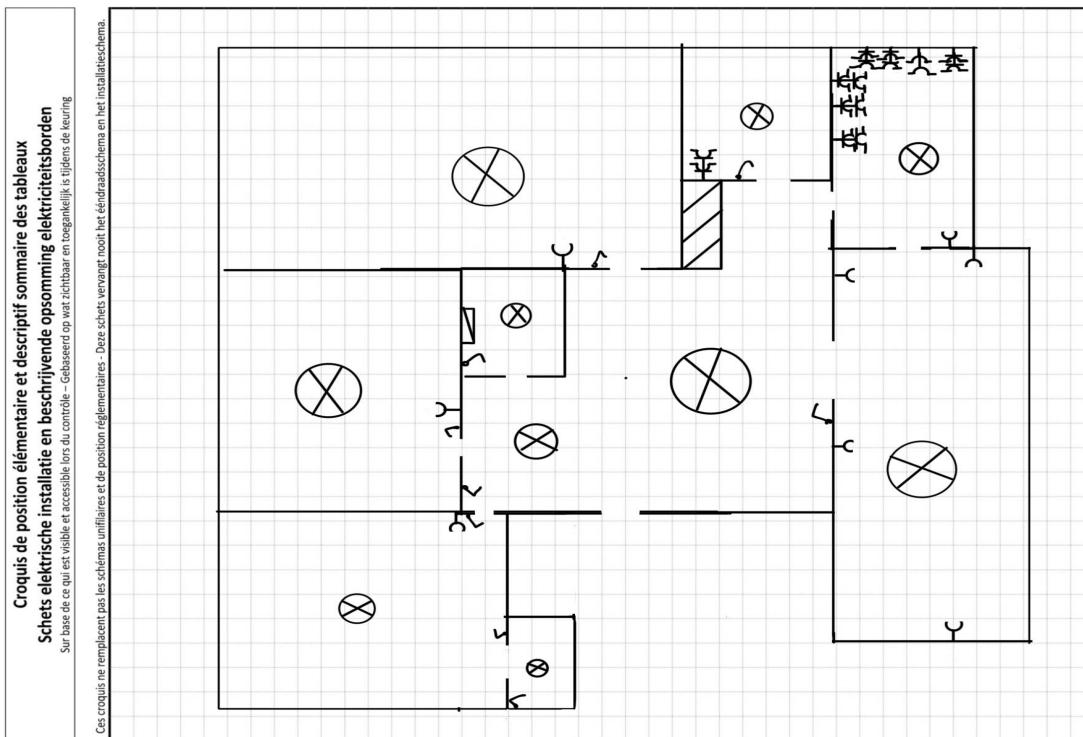 Croquis de position élémentaire et descriptif sommaire des tableaux
Schets elektrische installatie en beschrijvende opsomming elektriciteitsborden
Sur base de ce qui est visible et accessible lors du contrôle – Gebaseerd op wat zichtbaar en toegankelijk is tijdens de keuring
Ces croquis ne remplacent pas les schémas unifilaires et de position réglementaires - Deze schets vervangt nooit het ééndraadsschema en het installatieschema.